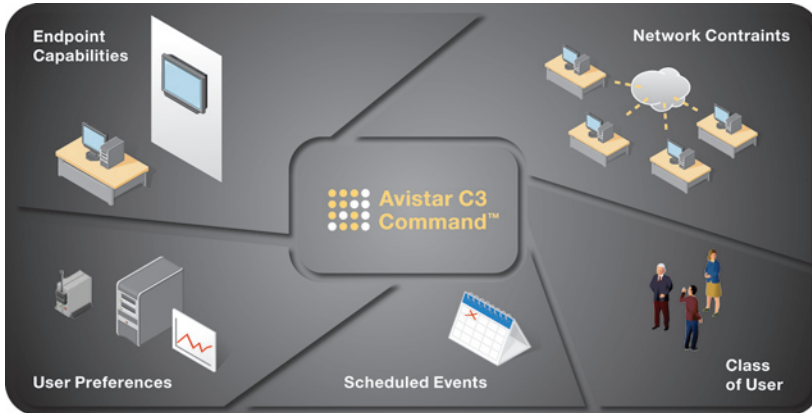 Endpoint
Capabilities
Network Contraints
Avistar C3
Command™
User Preferences
Scheduled Events
Class
of User